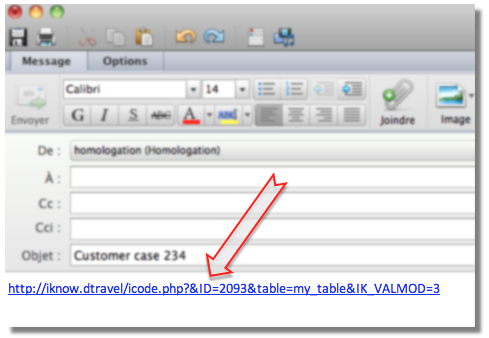 Message Options
Calibri 14
G I S ABC A ABC
Envoyer Joindre Image
De : homologation (Homologation)
À :
Cc :
Cci :
Objet : Customer case 234
http://iknow.dtravel/icode.php?&ID=2093&table=my_table&IK_VALMOD=3